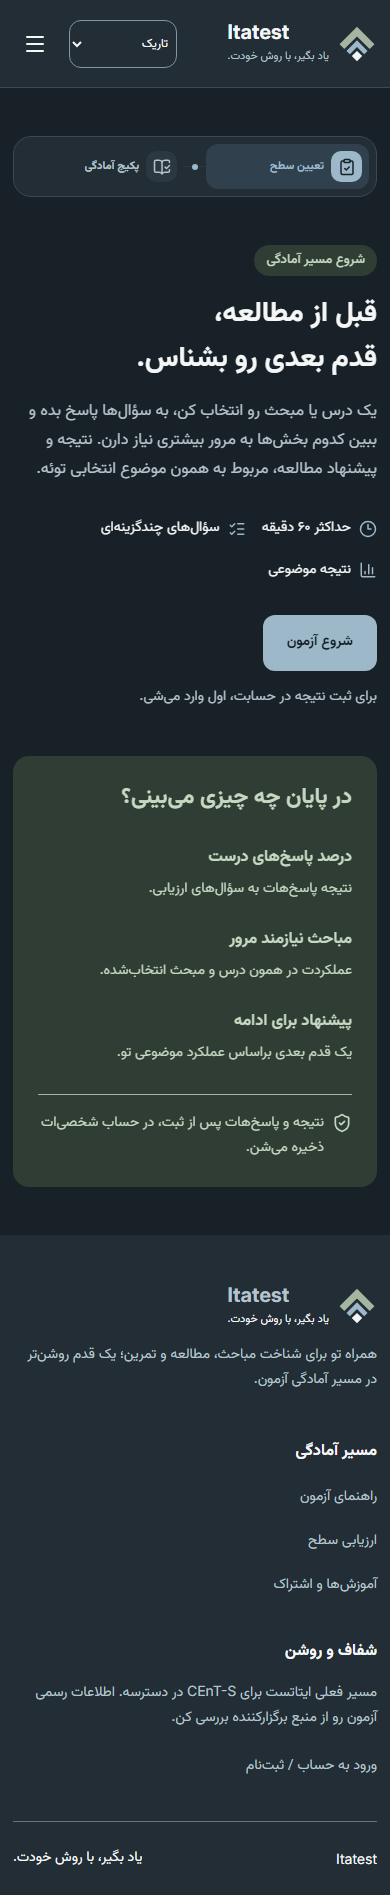 Itatest
یاد بگیر، با روش خودت.
تاریک
تعیین سطح
پکیج آمادگی
شروع مسیر آمادگی
قبل از مطالعه،
قدم بعدی رو بشناس.
یک درس یا مبحث رو انتخاب کن، به سؤال‌ها پاسخ بده و
ببین کدوم بخش‌ها به مرور بیشتری نیاز دارن. نتیجه و
پیشنهاد مطالعه، مربوط به همون موضوع انتخابی توئه.
حداکثر ۶۰ دقیقه
سؤال‌های چندگزینه‌ای
نتیجه موضوعی
شروع آزمون
برای ثبت نتیجه در حسابت، اول وارد می‌شی.
در پایان چه چیزی می‌بینی؟
درصد پاسخ‌های درست
نتیجه پاسخ‌هات به سؤال‌های ارزیابی.
مباحث نیازمند مرور
عملکردت در همون درس و مبحث انتخاب‌شده.
پیشنهاد برای ادامه
یک قدم بعدی براساس عملکرد موضوعی تو.
نتیجه و پاسخ‌هات پس از ثبت، در حساب شخصی‌ات
ذخیره می‌شن.
Itatest
یاد بگیر، با روش خودت.
همراه تو برای شناخت مباحث، مطالعه و تمرین؛ یک قدم روشن‌تر
در مسیر آمادگی آزمون.
مسیر آمادگی
راهنمای آزمون
ارزیابی سطح
آموزش‌ها و اشتراک
شفاف و روشن
مسیر فعلی ایتاتست برای CEnT-S در دسترسه. اطلاعات رسمی
آزمون رو از منبع برگزارکننده بررسی کن.
ورود به حساب / ثبت‌نام
Itatest
یاد بگیر، با روش خودت.